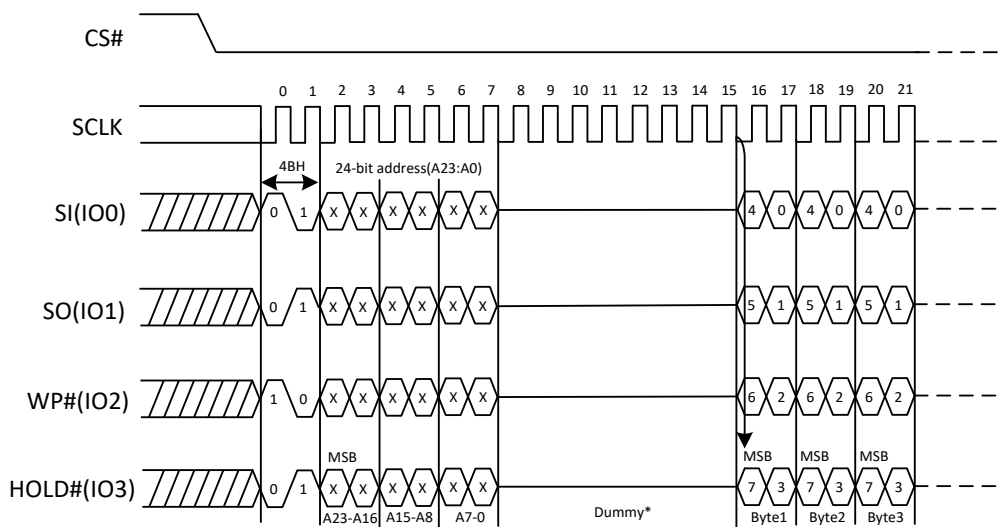 CS#
0 1 2 3 4 5 6 7 8 9 10 11 12 13 14 15 16 17 18 19 20 21
SCLK
4BH 24-bit address(A23:A0)
SI(IO0) 0 1 X X X X X X 4 0 4 0 4 0
SO(IO1) 0 1 X X X X X X 5 1 5 1 5 1
WP#(IO2) 1 0 X X X X X X 6 2 6 2 6 2
MSB MSB MSB MSB
HOLD#(IO3) 0 1 X X X X X X 7 3 7 3 7 3
A23-A16 A15-A8 A7-0 Dummy* Byte1 Byte2 Byte3